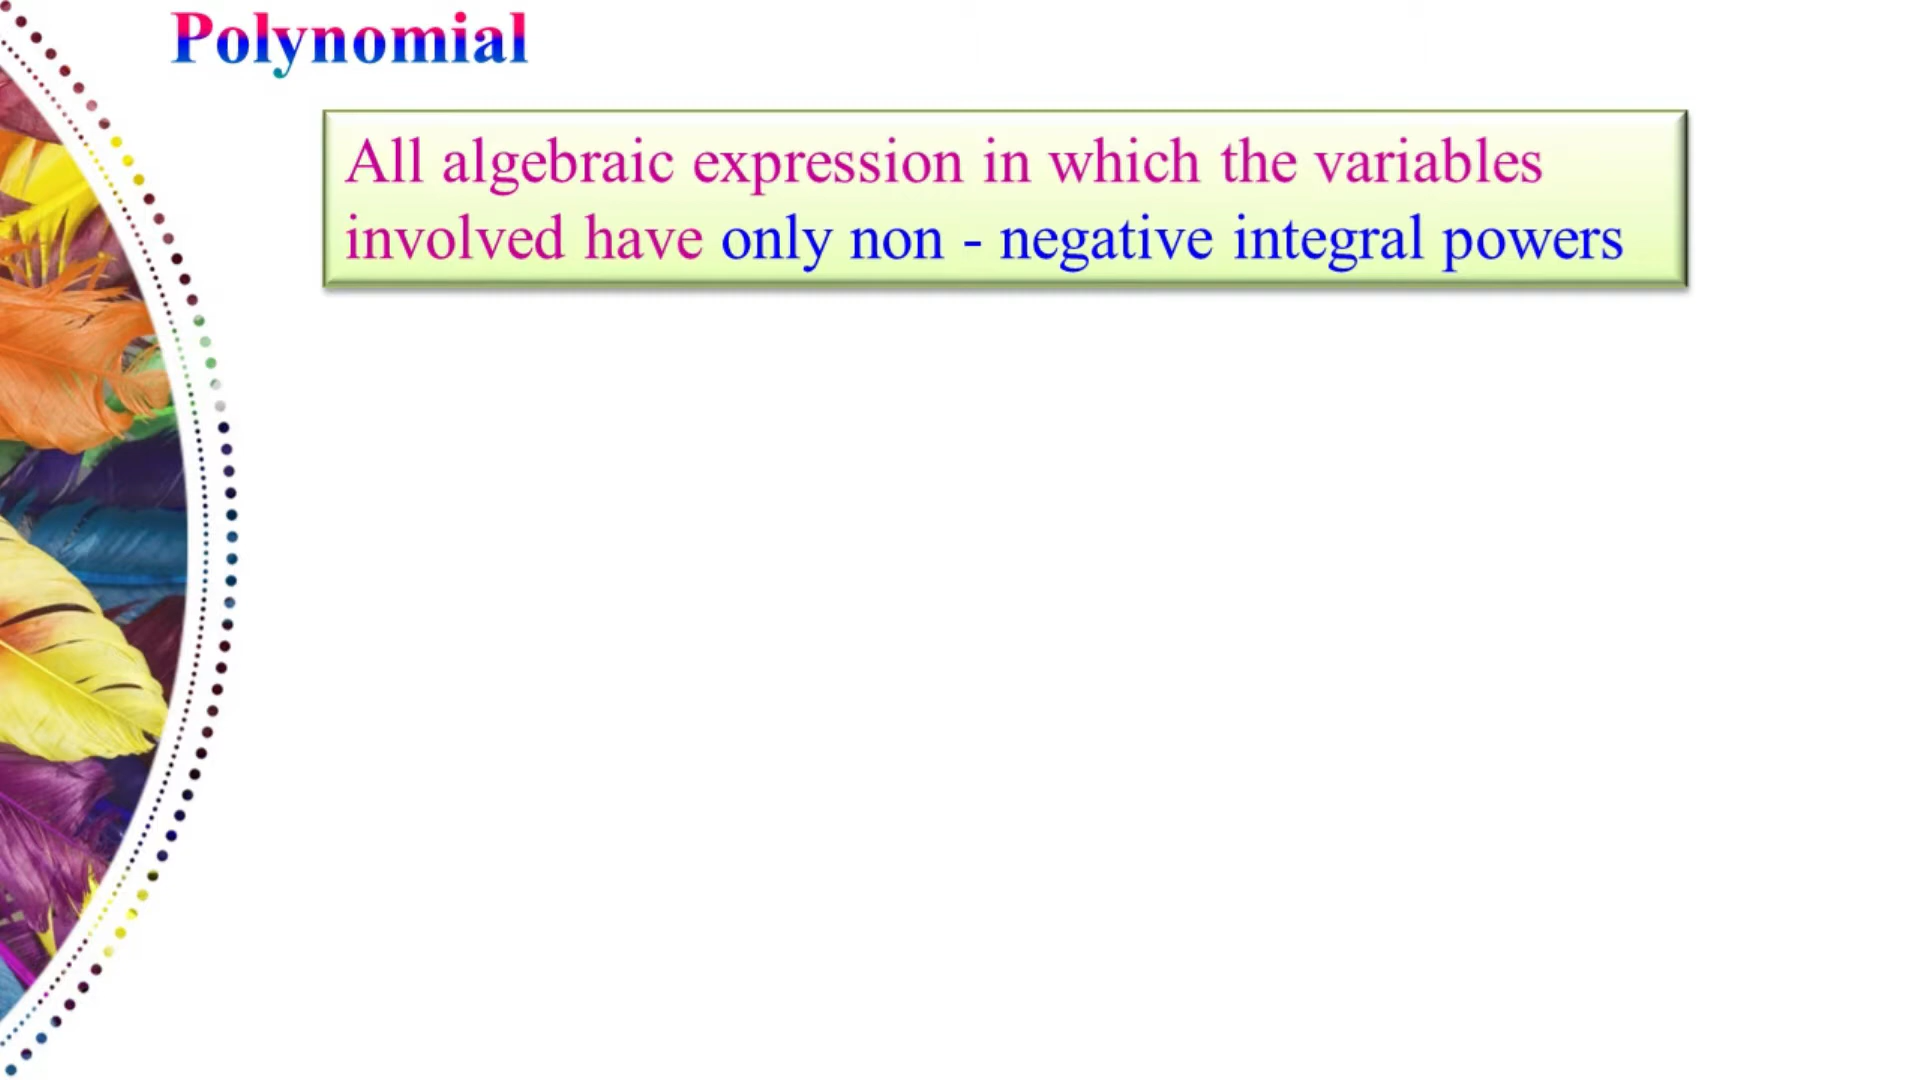 Polynomial
All algebraic expression in which the variables
involved have only non - negative integral powers